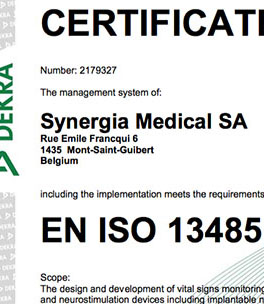 CERTIFICATI
DEKRA
Number: 2179327
The management system of:
Synergia Medical SA
Rue Emile Francqui 6
1435 Mont-Saint-Guibert
Belgium
including the implementation meets the requirements
EN ISO 13485
Scope:
The design and development of vital signs monitoring
and neurostimulation devices including implantable